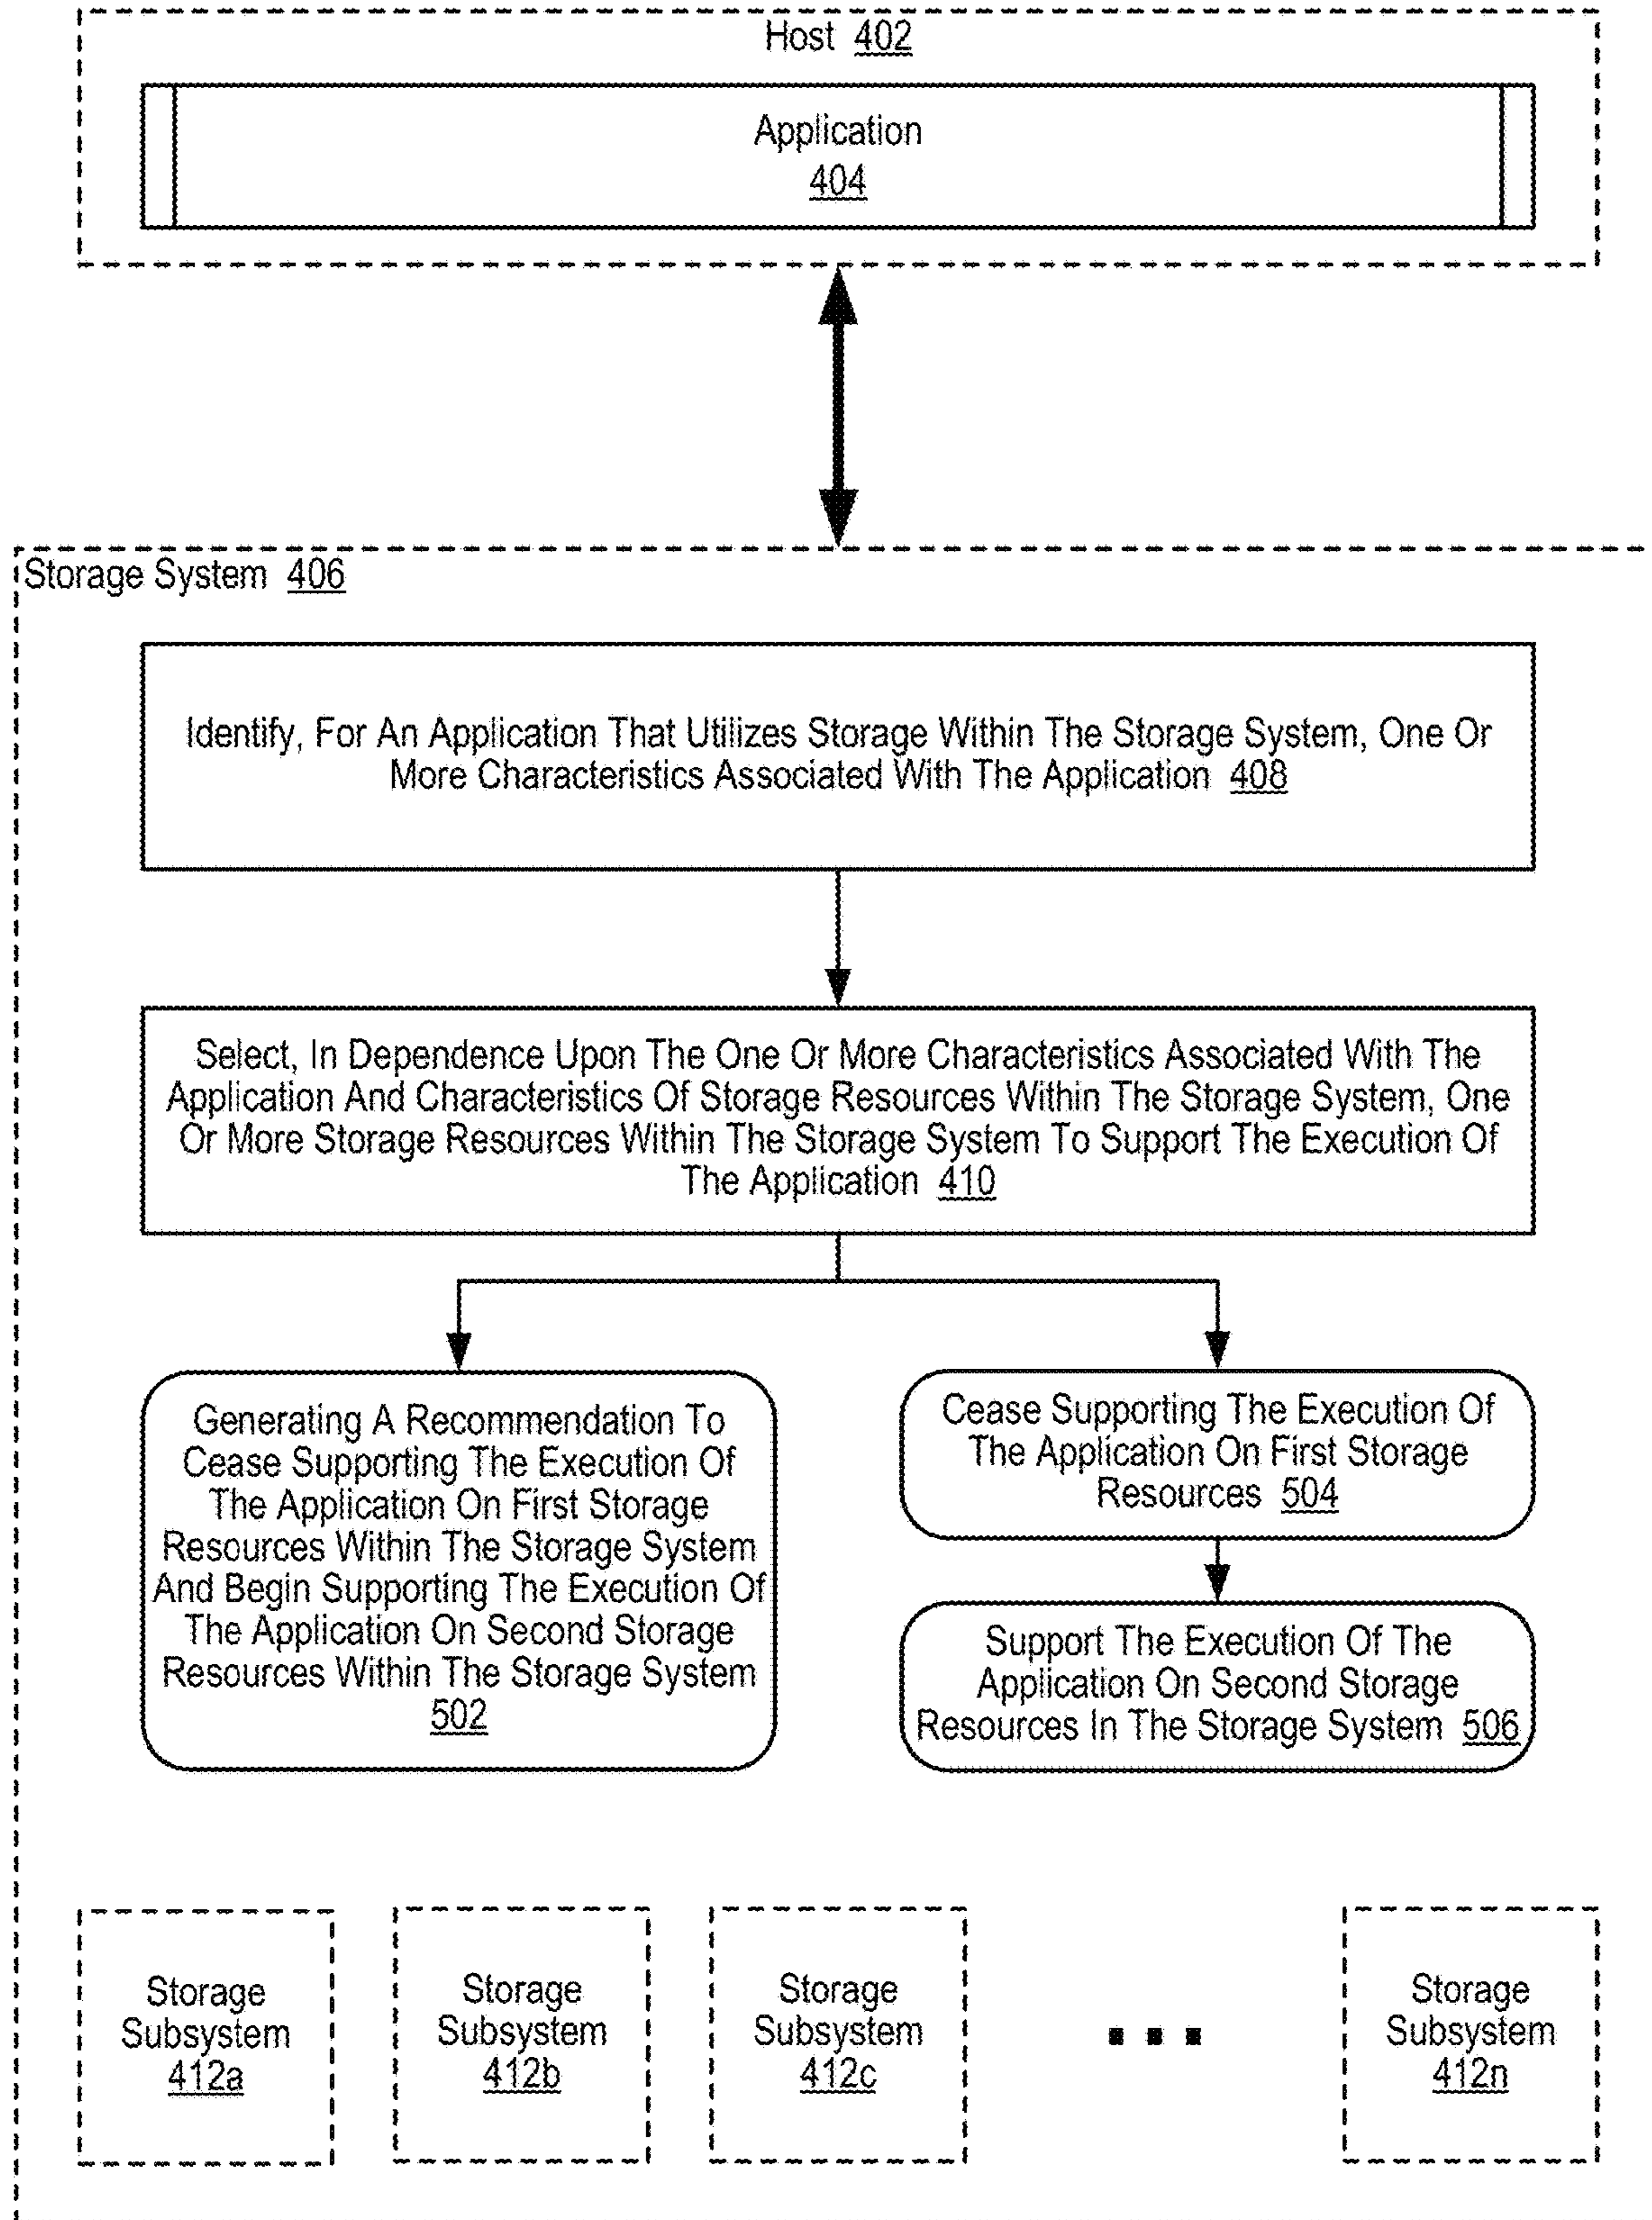 Host 402
Application
404
Storage System 406
Identify, For An Application That Utilizes Storage Within The Storage System, One Or
More Characteristics Associated With The Application 408
Select, In Dependence Upon The One Or More Characteristics Associated With The
Application And Characteristics Of Storage Resources Within The Storage System, One
Or More Storage Resources Within The Storage System To Support The Execution Of
The Application 410
Generating A Recommendation To
Cease Supporting The Execution Of
The Application On First Storage
Resources Within The Storage System
And Begin Supporting The Execution Of
The Application On Second Storage
Resources Within The Storage System
502
Cease Supporting The Execution Of
The Application On First Storage
Resources 504
Support The Execution Of The
Application On Second Storage
Resources In The Storage System 506
Storage
Subsystem
412a
Storage
Subsystem
412b
Storage
Subsystem
412c
...
Storage
Subsystem
412n